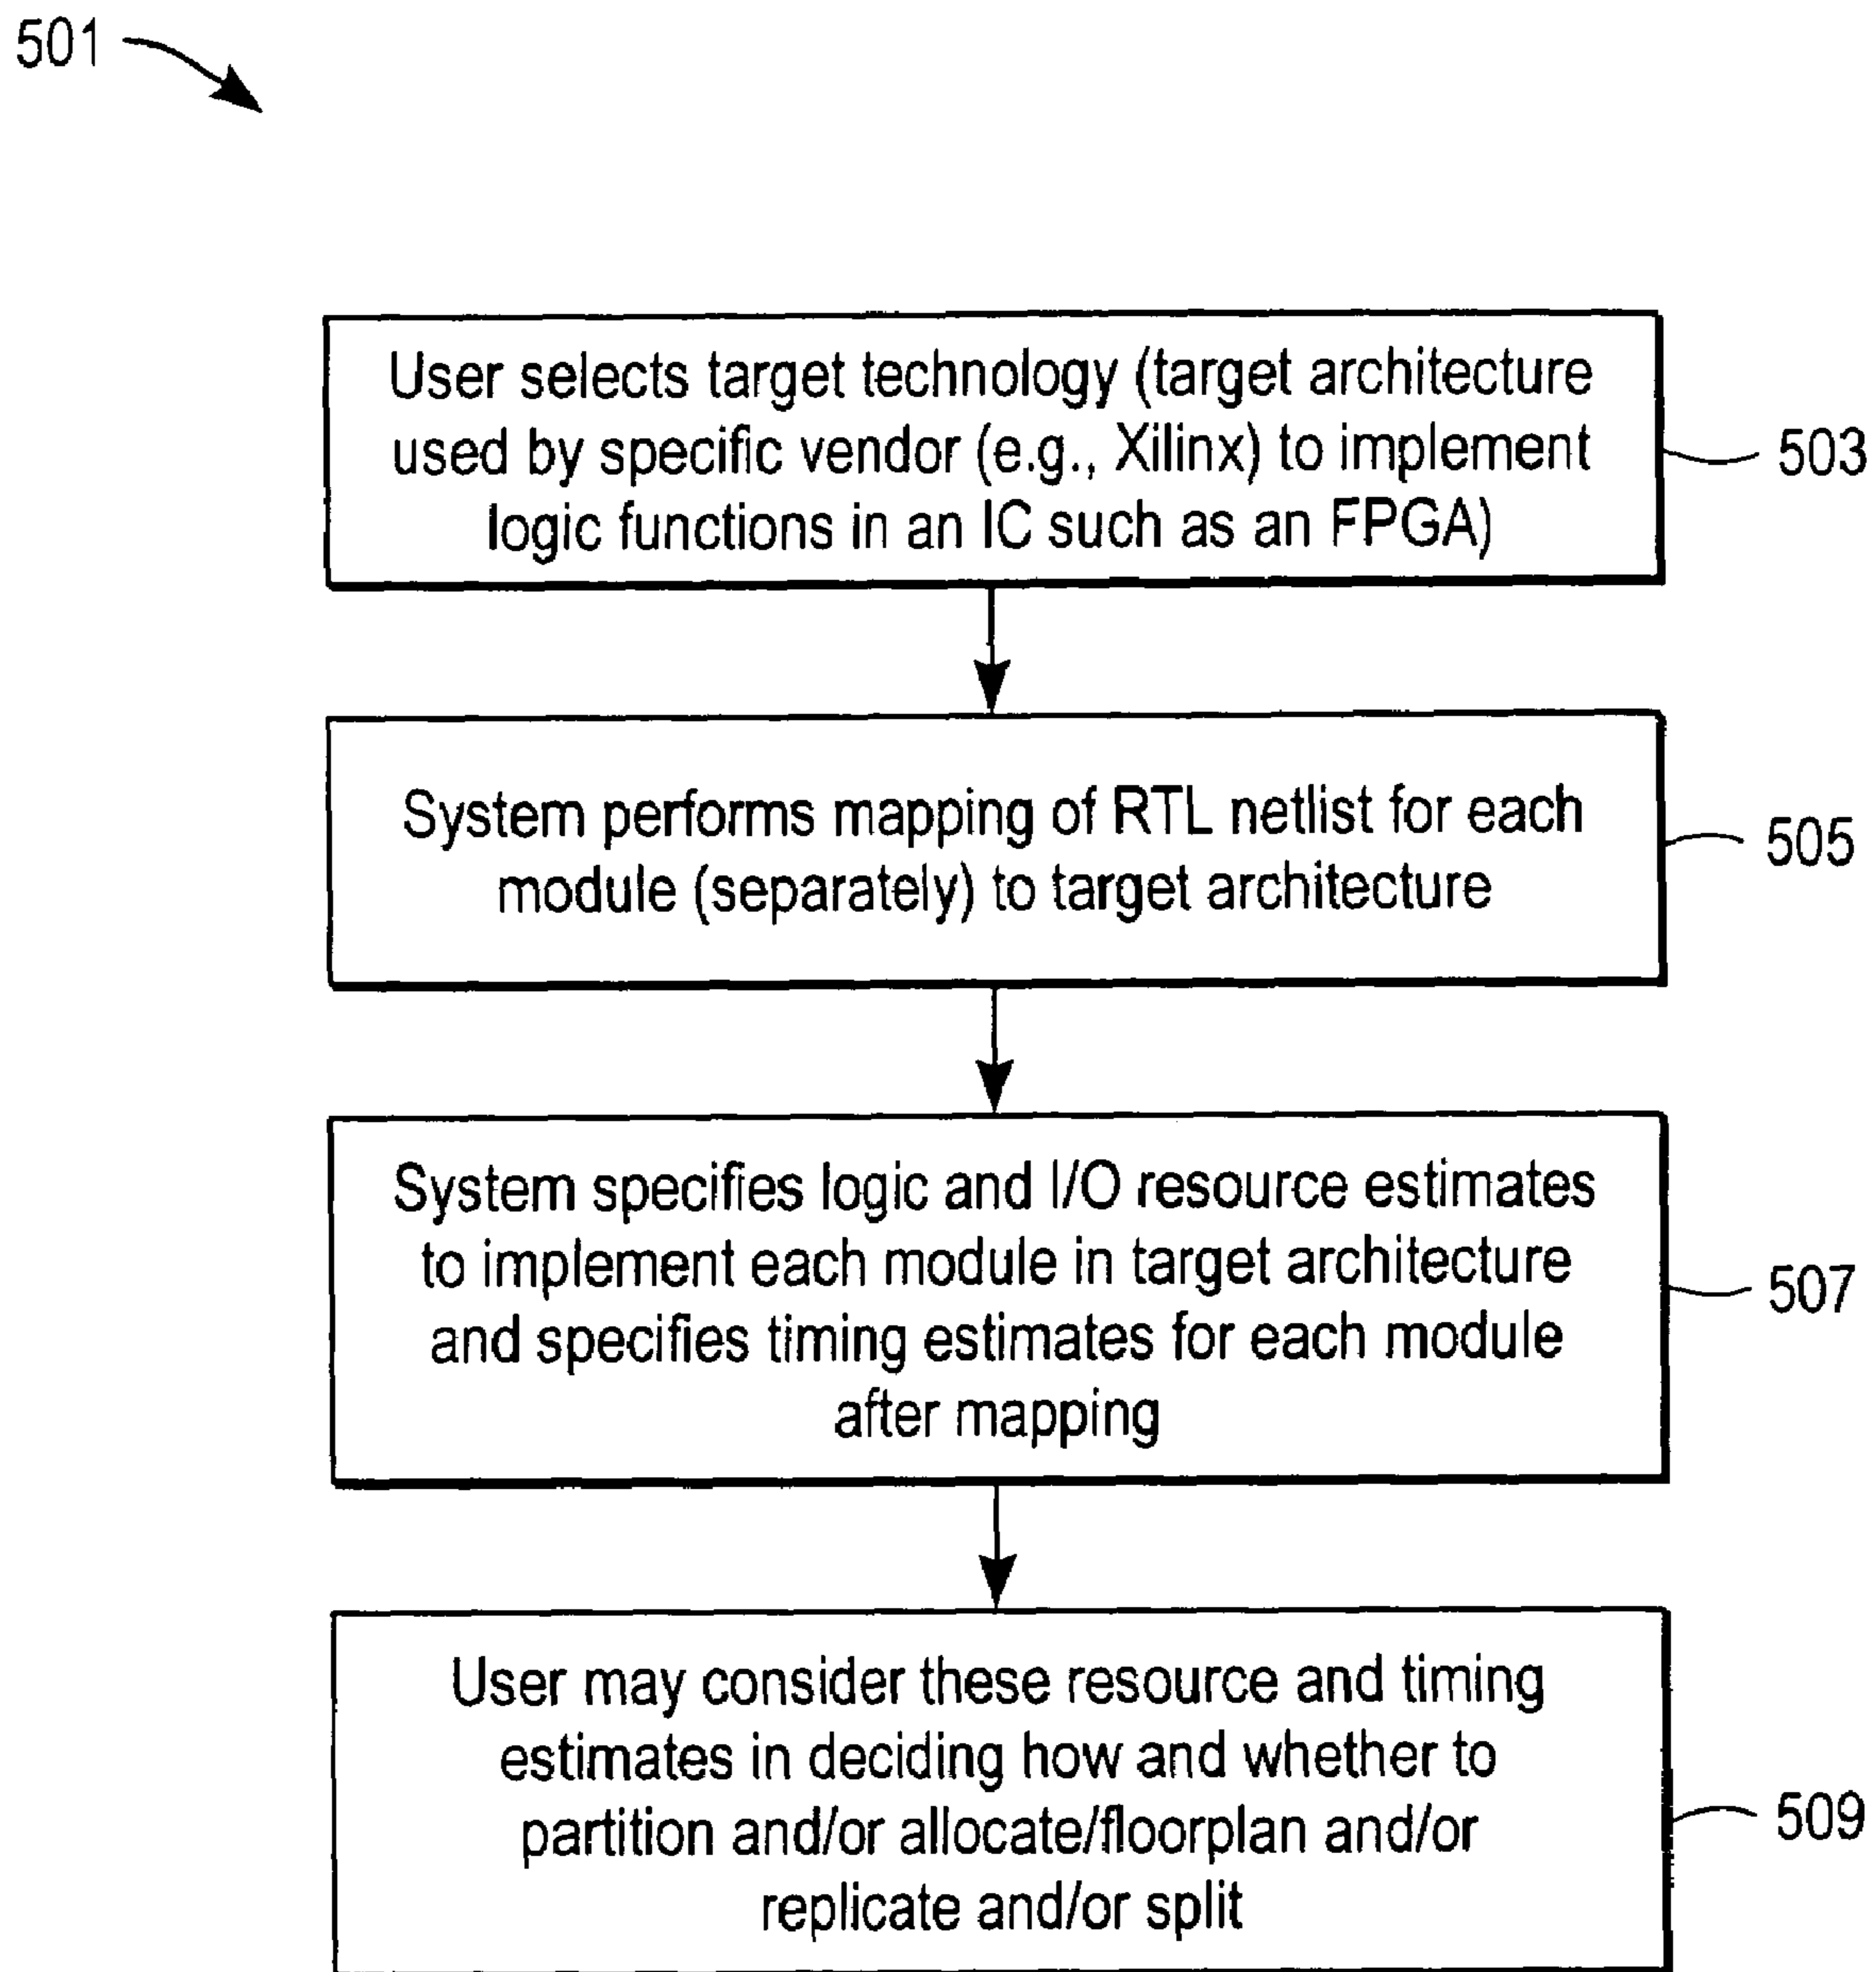 501
User selects target technology (target architecture
used by specific vendor (e.g., Xilinx) to implement
logic functions in an IC such as an FPGA)
503
System performs mapping of RTL netlist for each
module (separately) to target architecture
505
System specifies logic and I/O resource estimates
to implement each module in target architecture
and specifies timing estimates for each module
after mapping
507
User may consider these resource and timing
estimates in deciding how and whether to
partition and/or allocate/floorplan and/or
replicate and/or split
509